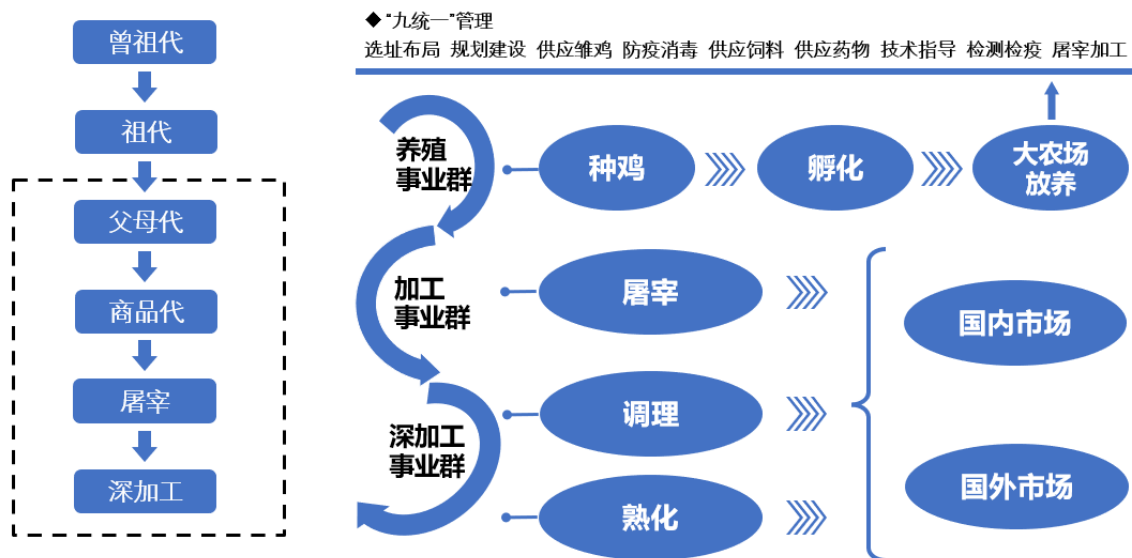 ◆“九统一”管理
选址布局 规划建设 供应雏鸡 防疫消毒 供应饲料 供应药物 技术指导 检测检疫 屠宰加工
曾祖代
祖代
父母代
商品代
屠宰
深加工
养殖
事业群
种鸡
孵化
大农场
放养
加工
事业群
屠宰
国内市场
深加工
事业群
调理
熟化
国外市场